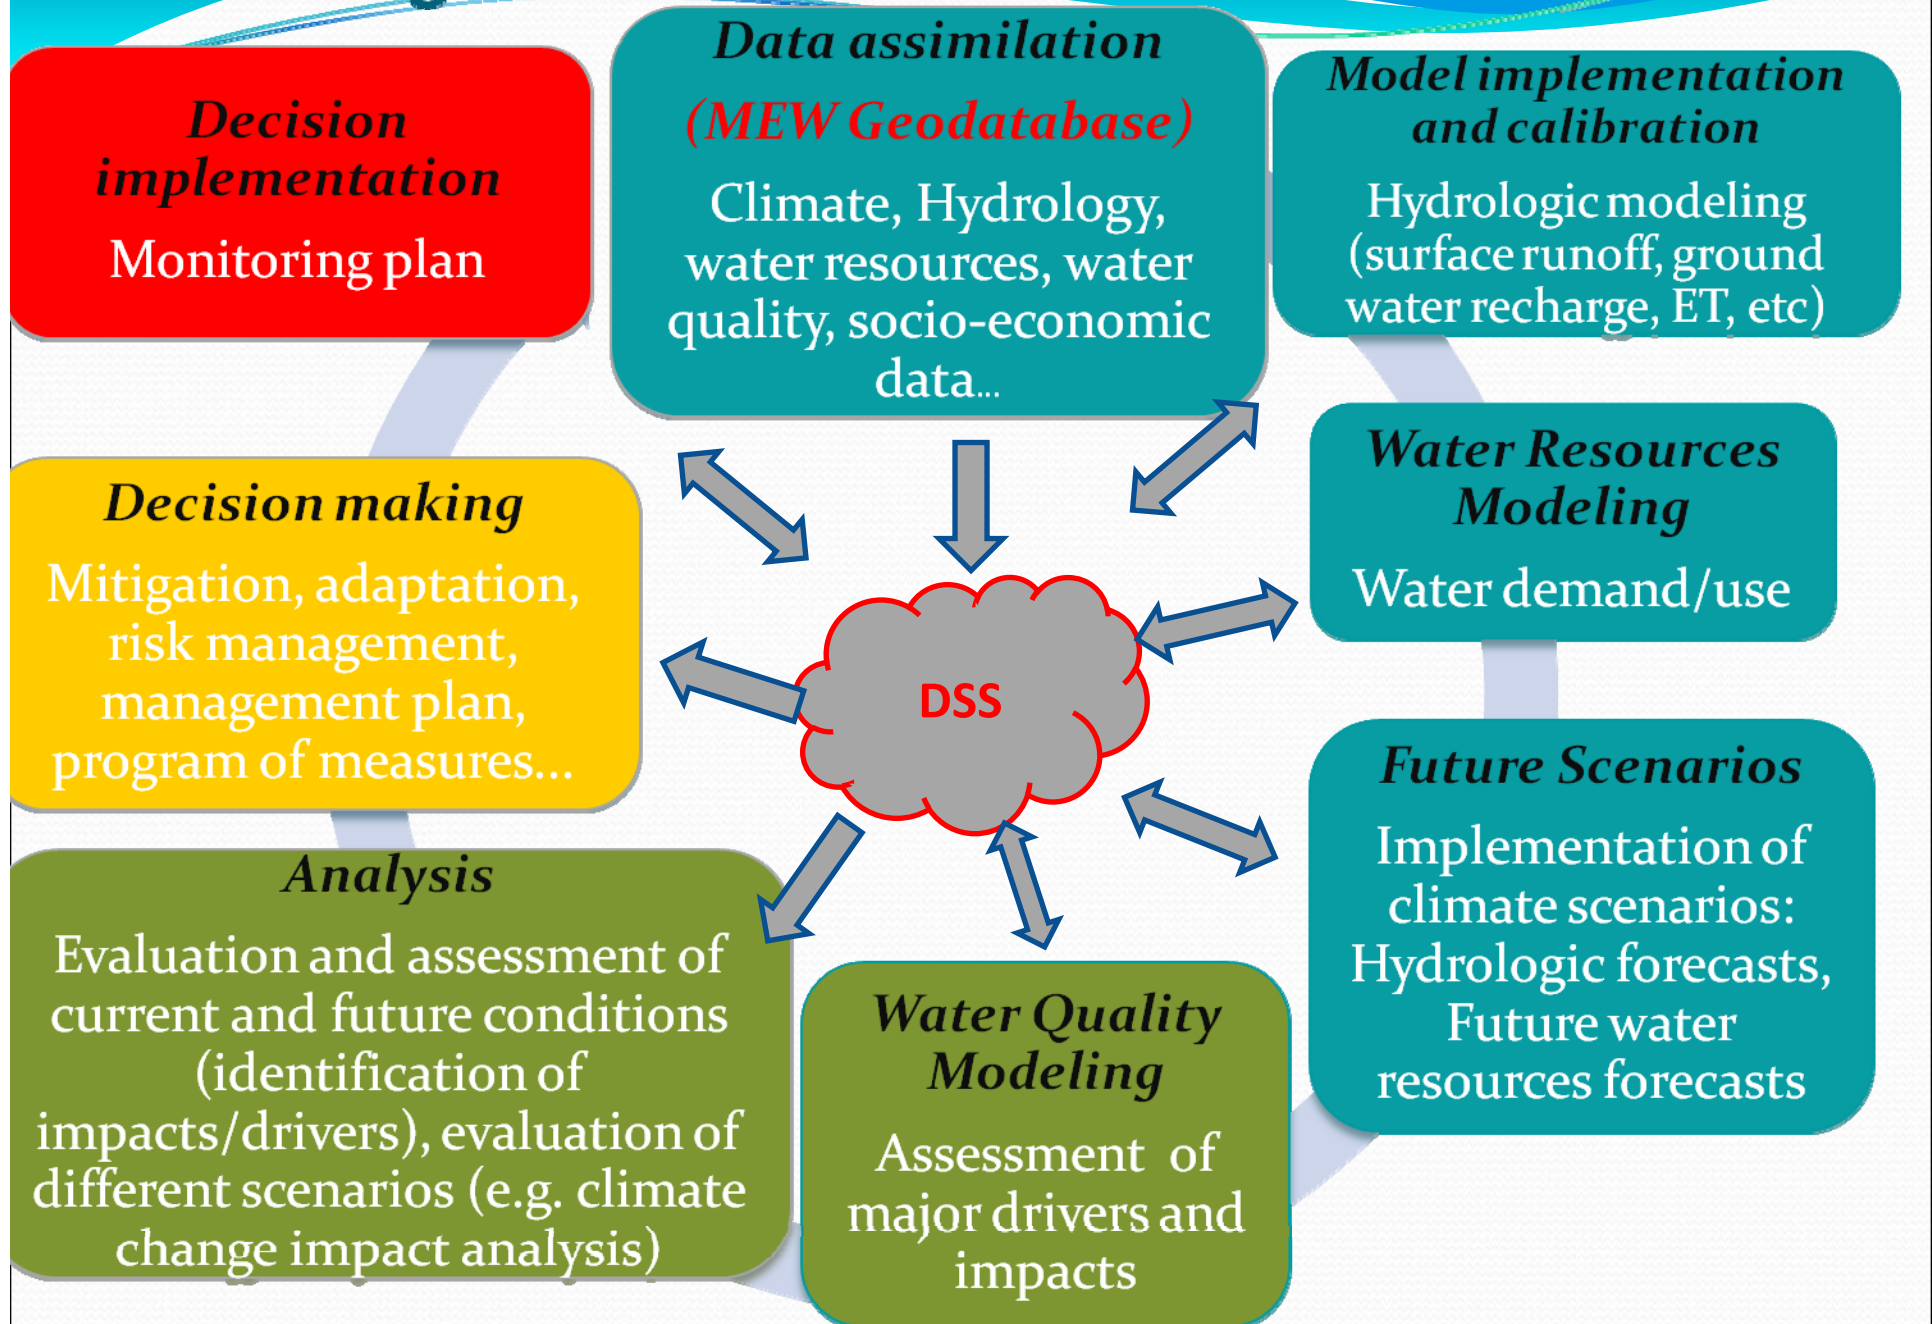 Data assimilation
(MEW Geodatabase)
Climate, Hydrology,
water resources, water
quality, socio-economic
data...
Model implementation
and calibration
Hydrologic modeling
(surface runoff, ground
water recharge, ET, etc)
Water Resources
Modeling
Water demand/use
Future Scenarios
Implementation of
climate scenarios:
Hydrologic forecasts,
Future water
resources forecasts
Water Quality
Modeling
Assessment of
major drivers and
impacts
Analysis
Evaluation and assessment of
current and future conditions
(identification of
impacts/drivers), evaluation of
different scenarios (e.g. climate
change impact analysis)
Decision making
Mitigation, adaptation,
risk management,
management plan,
program of measures...
Decision
implementation
Monitoring plan
DSS